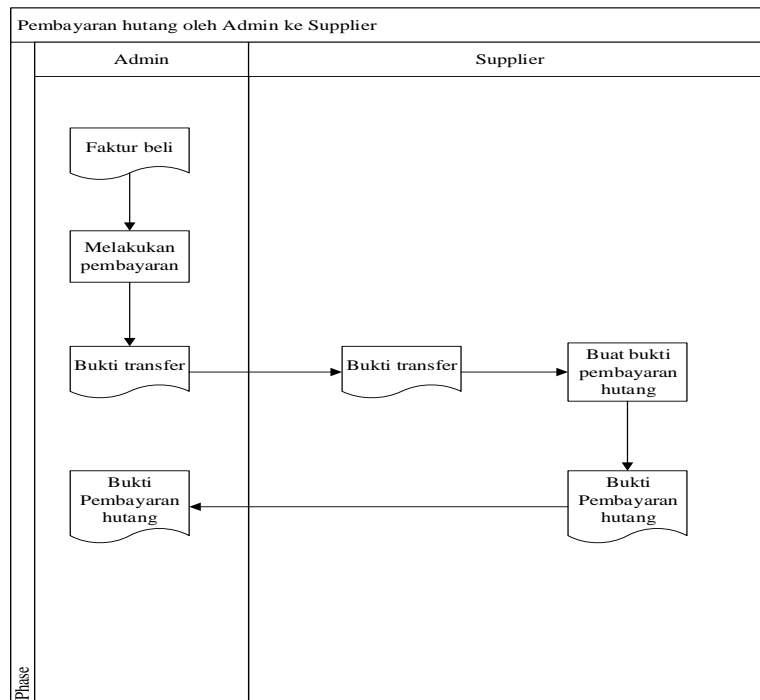 Pembayaran hutang oleh Admin ke Supplier
Admin
Supplier
Faktur beli
Melakukan
pembayaran
Bukti transfer
Bukti transfer
Buat bukti
pembayaran
hutang
Bukti
Pembayaran
hutang
Bukti
Pembayaran
hutang
Phase